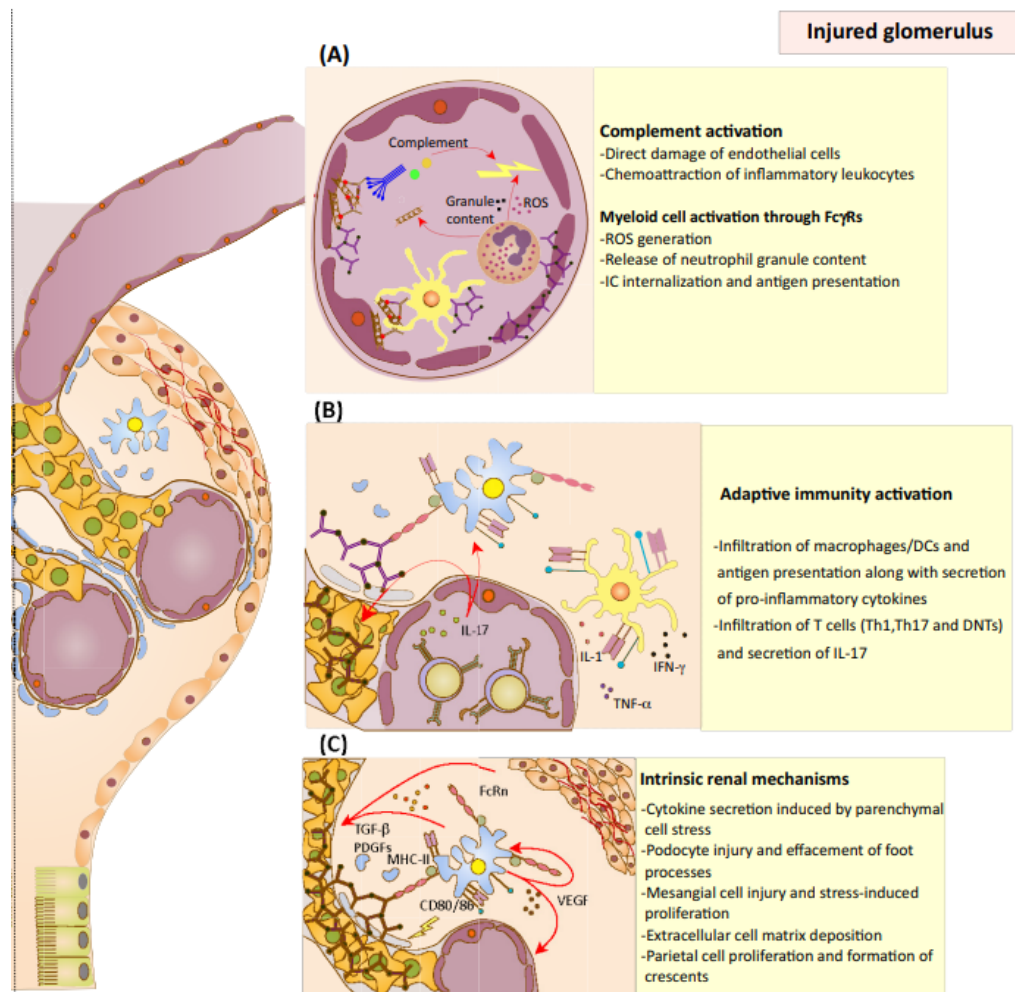 Injured glomerulus
(A)
Complement
Granule
content
ROS
Complement activation
-Direct damage of endothelial cells
-Chemoattraction of inflammatory leukocytes
Myeloid cell activation through FcγRs
-ROS generation
-Release of neutrophil granule content
-IC internalization and antigen presentation
(B)
IL-17
IL-1
IFN-γ
TNF-α
Adaptive immunity activation
-Infiltration of macrophages/DCs and
antigen presentation along with secretion
of pro-inflammatory cytokines
-Infiltration of T cells (Th1,Th17 and DNTs)
and secretion of IL-17
(C)
FcRn
TGF-β
PDGFs
MHC-II
CD80/86
VEGF
Intrinsic renal mechanisms
-Cytokine secretion induced by parenchymal
cell stress
-Podocyte injury and effacement of foot
processes
-Mesangial cell injury and stress-induced
proliferation
-Extracellular cell matrix deposition
-Parietal cell proliferation and formation of
crescents